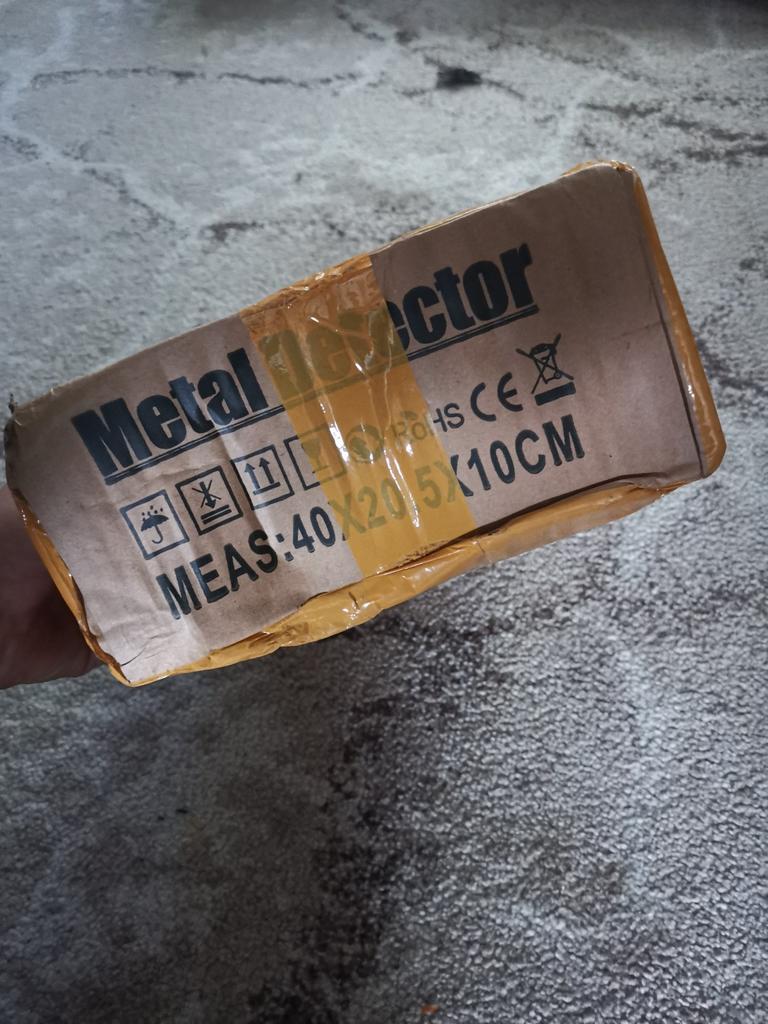 Metal Detector
RoHS CE
MEAS:40X20.5X10CM